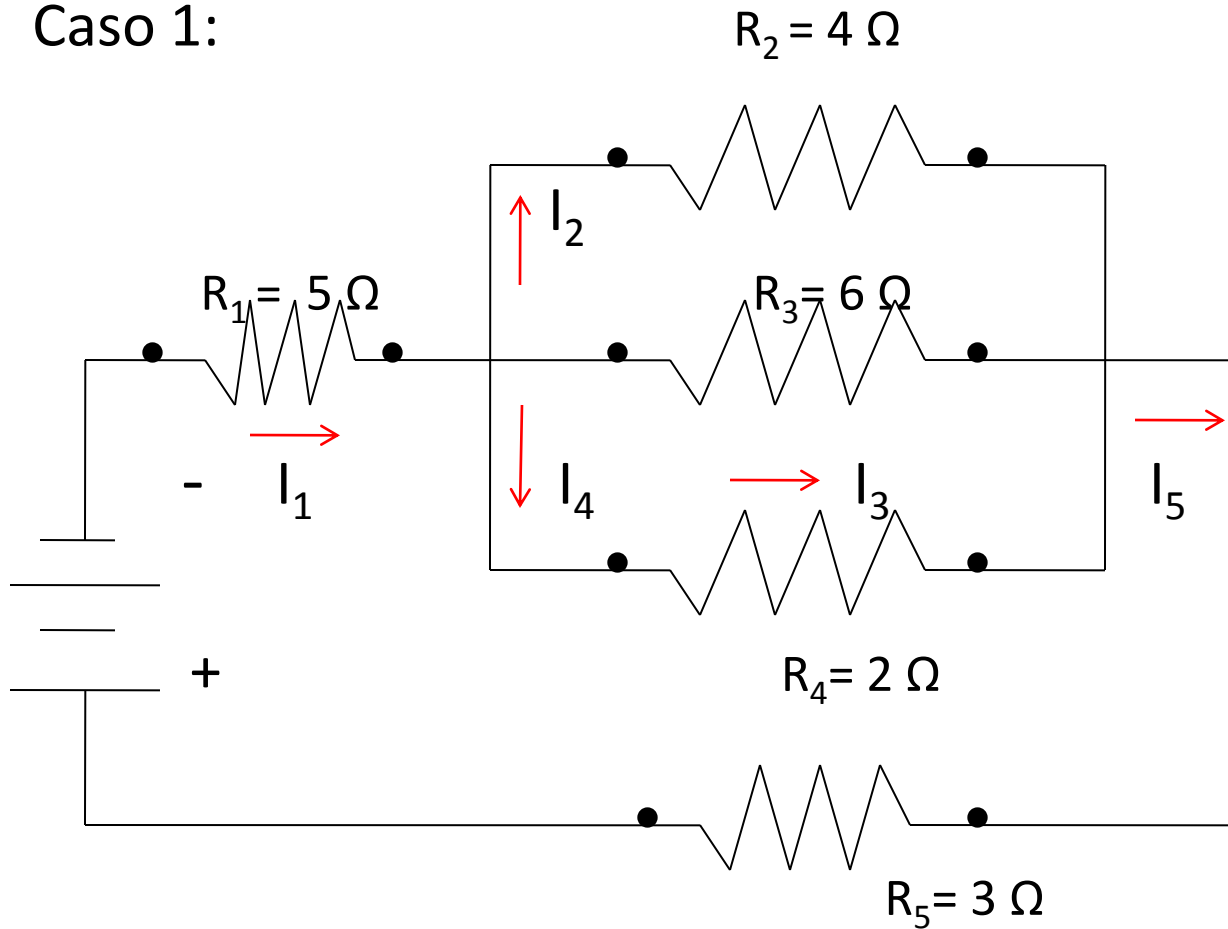 Caso 1:
R₂ = 4 Ω
I₂
R₁ = 5 Ω
R₃= 6 Ω
- I₁
I₄
I₃
I₅
+
R₄= 2 Ω
R₅= 3 Ω